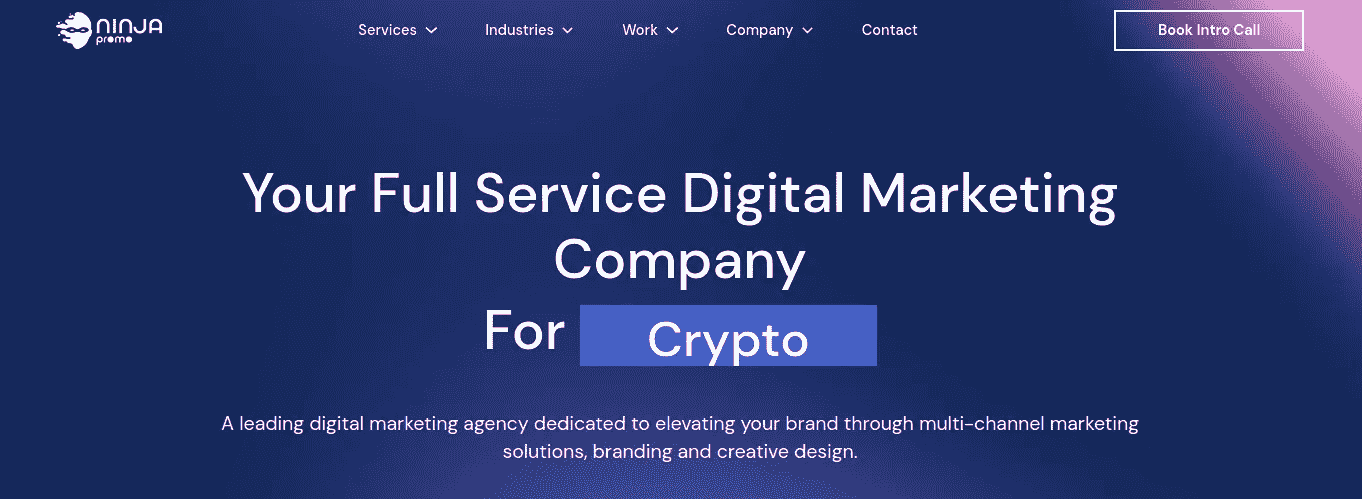 NINJA
promo
Services
Industries
Work
Company
Contact
Book Intro Call
Your Full Service Digital Marketing
Company
For Crypto
A leading digital marketing agency dedicated to elevating your brand through multi-channel marketing
solutions, branding and creative design.